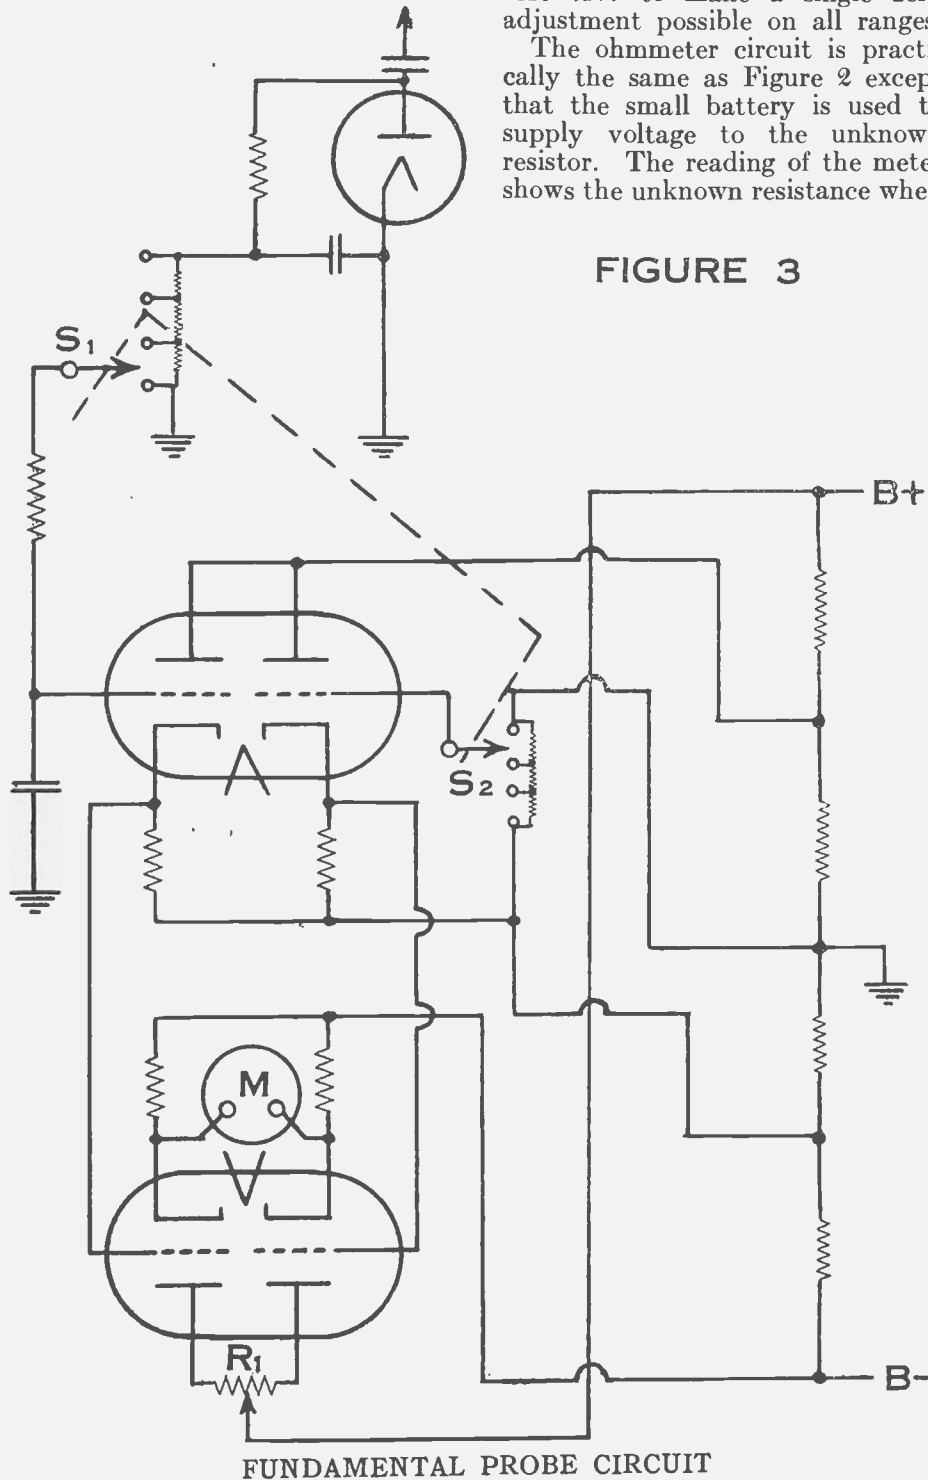 adjustment possible on all ranges
The ohmmeter circuit is practi-
cally the same as Figure 2 excep
that the small battery is used t
supply voltage to the unknow
resistor. The reading of the mete
shows the unknown resistance whe
FIGURE 3
S1
B+
S2
M
R1
B-
FUNDAMENTAL PROBE CIRCUIT